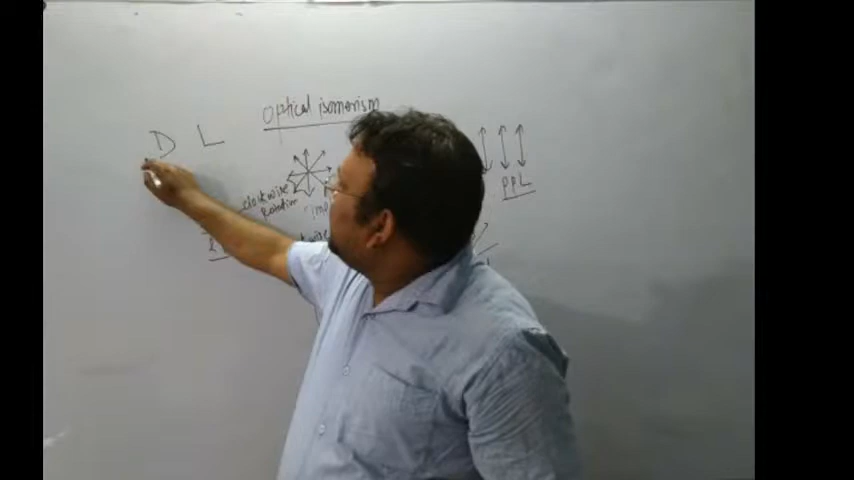 Optical isomerism
D L
clockwise
rotation
ppL